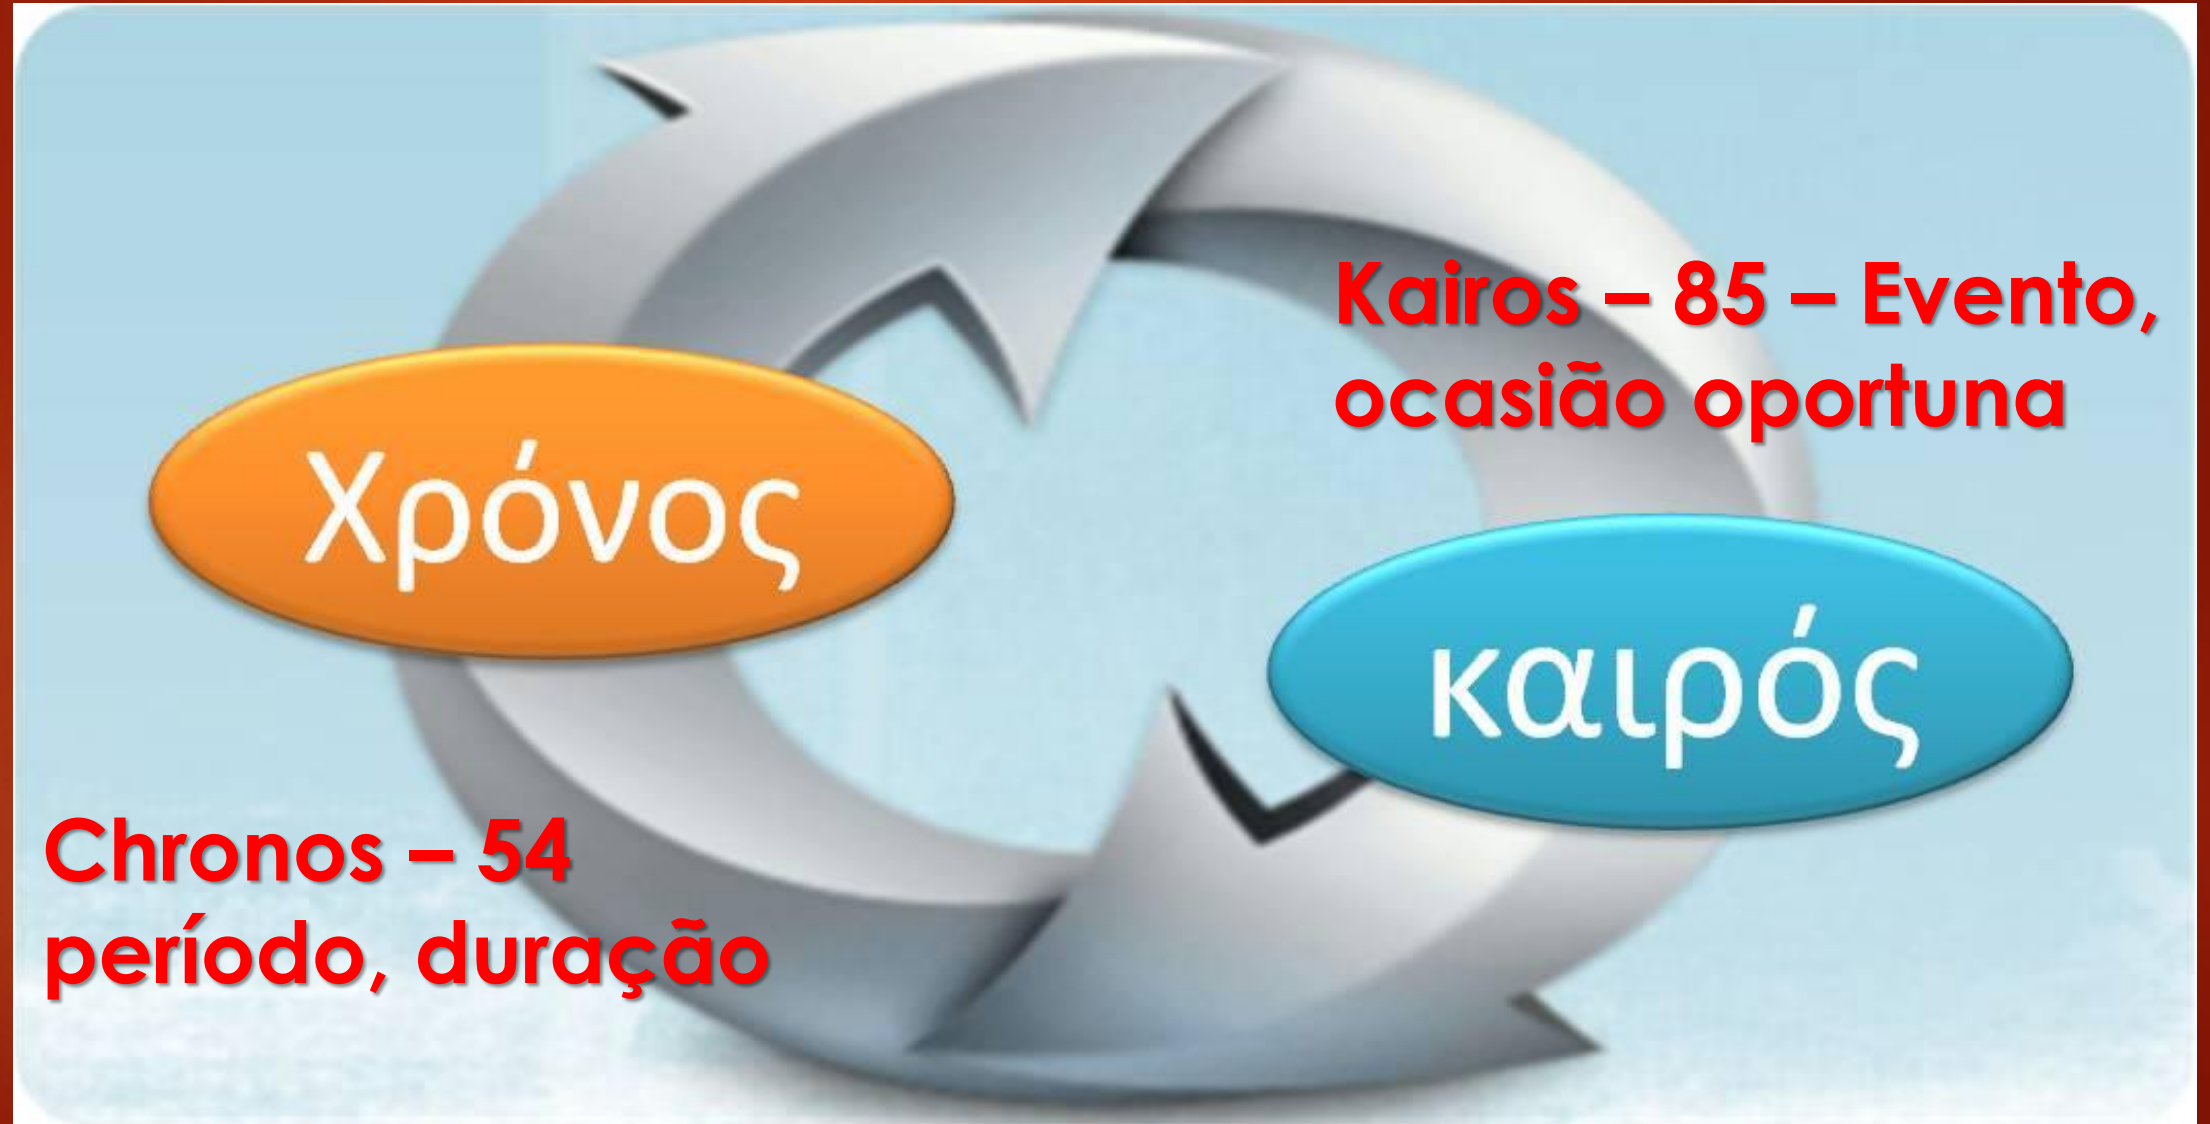 Kairos – 85 – Evento,
ocasião oportuna
Χρόνος
καιρός
Chronos – 54
período, duração